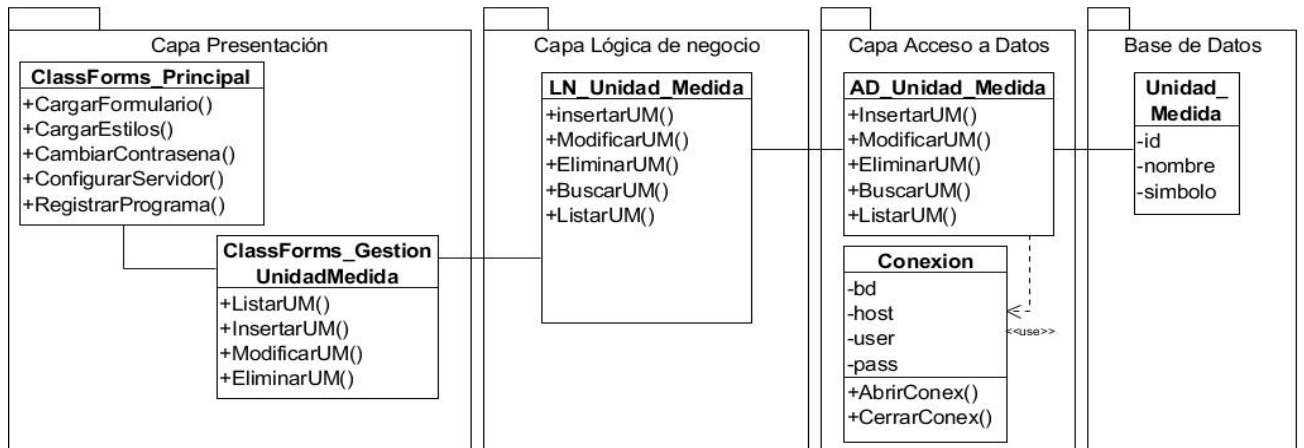 Capa Presentación
ClassForms_Principal
+CargarFormulario()
+CargarEstilos()
+CambiarContrasena()
+ConfigurarServidor()
+RegistrarPrograma()
ClassForms_Gestion
UnidadMedida
+ListarUM()
+InsertarUM()
+ModificarUM()
+EliminarUM()
Capa Lógica de negocio
LN_Unidad_Medida
+insertarUM()
+ModificarUM()
+EliminarUM()
+BuscarUM()
+ListarUM()
Capa Acceso a Datos
AD_Unidad_Medida
+InsertarUM()
+ModificarUM()
+EliminarUM()
+BuscarUM()
+ListarUM()
Conexion
-bd
-host
-user
-pass
+AbrirConex()
+CerrarConex()
<<use>>
Base de Datos
Unidad_
Medida
-id
-nombre
-simbolo